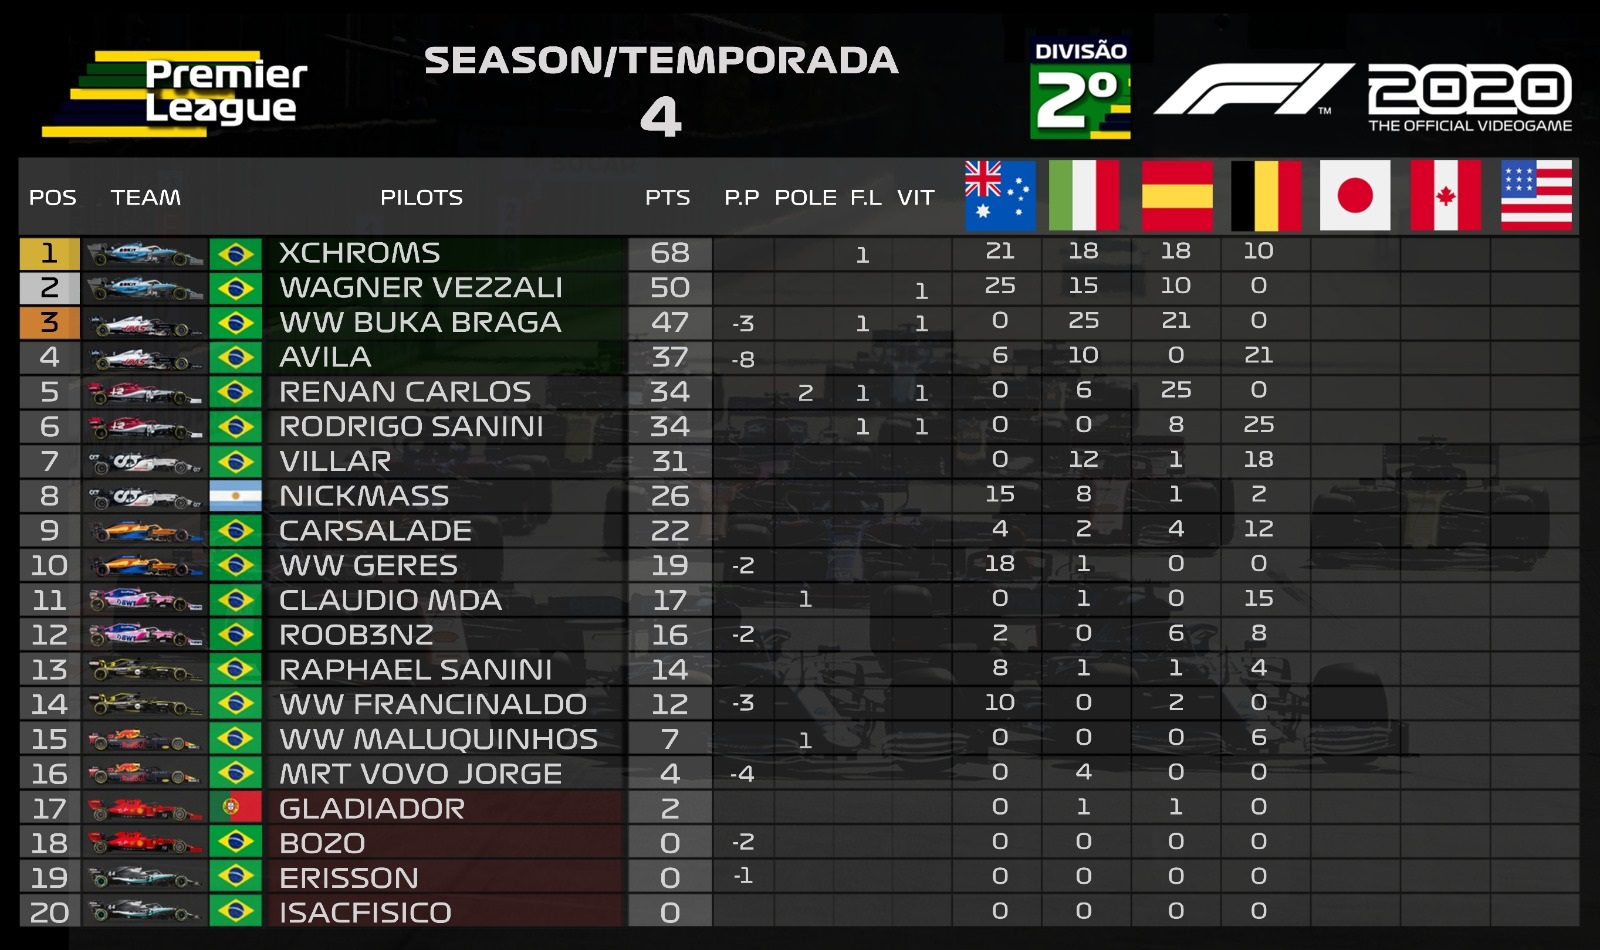 Premier
League
SEASON/TEMPORADA
4
DIVISÃO
2º
F1 ™
2020
THE OFFICIAL VIDEOGAME
POS TEAM PILOTS PTS P.P POLE F.L VIT
1 XCHROMS 68 1 21 18 18 10
2 WAGNER VEZZALI 50 1 25 15 10 0
3 WW BUKA BRAGA 47 -3 1 1 0 25 21 0
4 AVILA 37 -8 6 10 0 21
5 RENAN CARLOS 34 2 1 1 0 6 25 0
6 RODRIGO SANINI 34 1 1 0 0 8 25
7 VILLAR 31 0 12 1 18
8 NICKMASS 26 15 8 1 2
9 CARSALADE 22 4 2 4 12
10 WW GERES 19 -2 18 1 0 0
11 CLAUDIO MDA 17 1 0 1 0 15
12 ROOB3NZ 16 -2 2 0 6 8
13 RAPHAEL SANINI 14 8 1 1 4
14 WW FRANCINALDO 12 -3 10 0 2 0
15 WW MALUQUINHOS 7 1 0 0 0 6
16 MRT VOVO JORGE 4 -4 0 4 0 0
17 GLADIADOR 2 0 1 1 0
18 BOZO 0 -2 0 0 0 0
19 ERISSON 0 -1 0 0 0 0
20 ISACFISICO 0 0 0 0 0